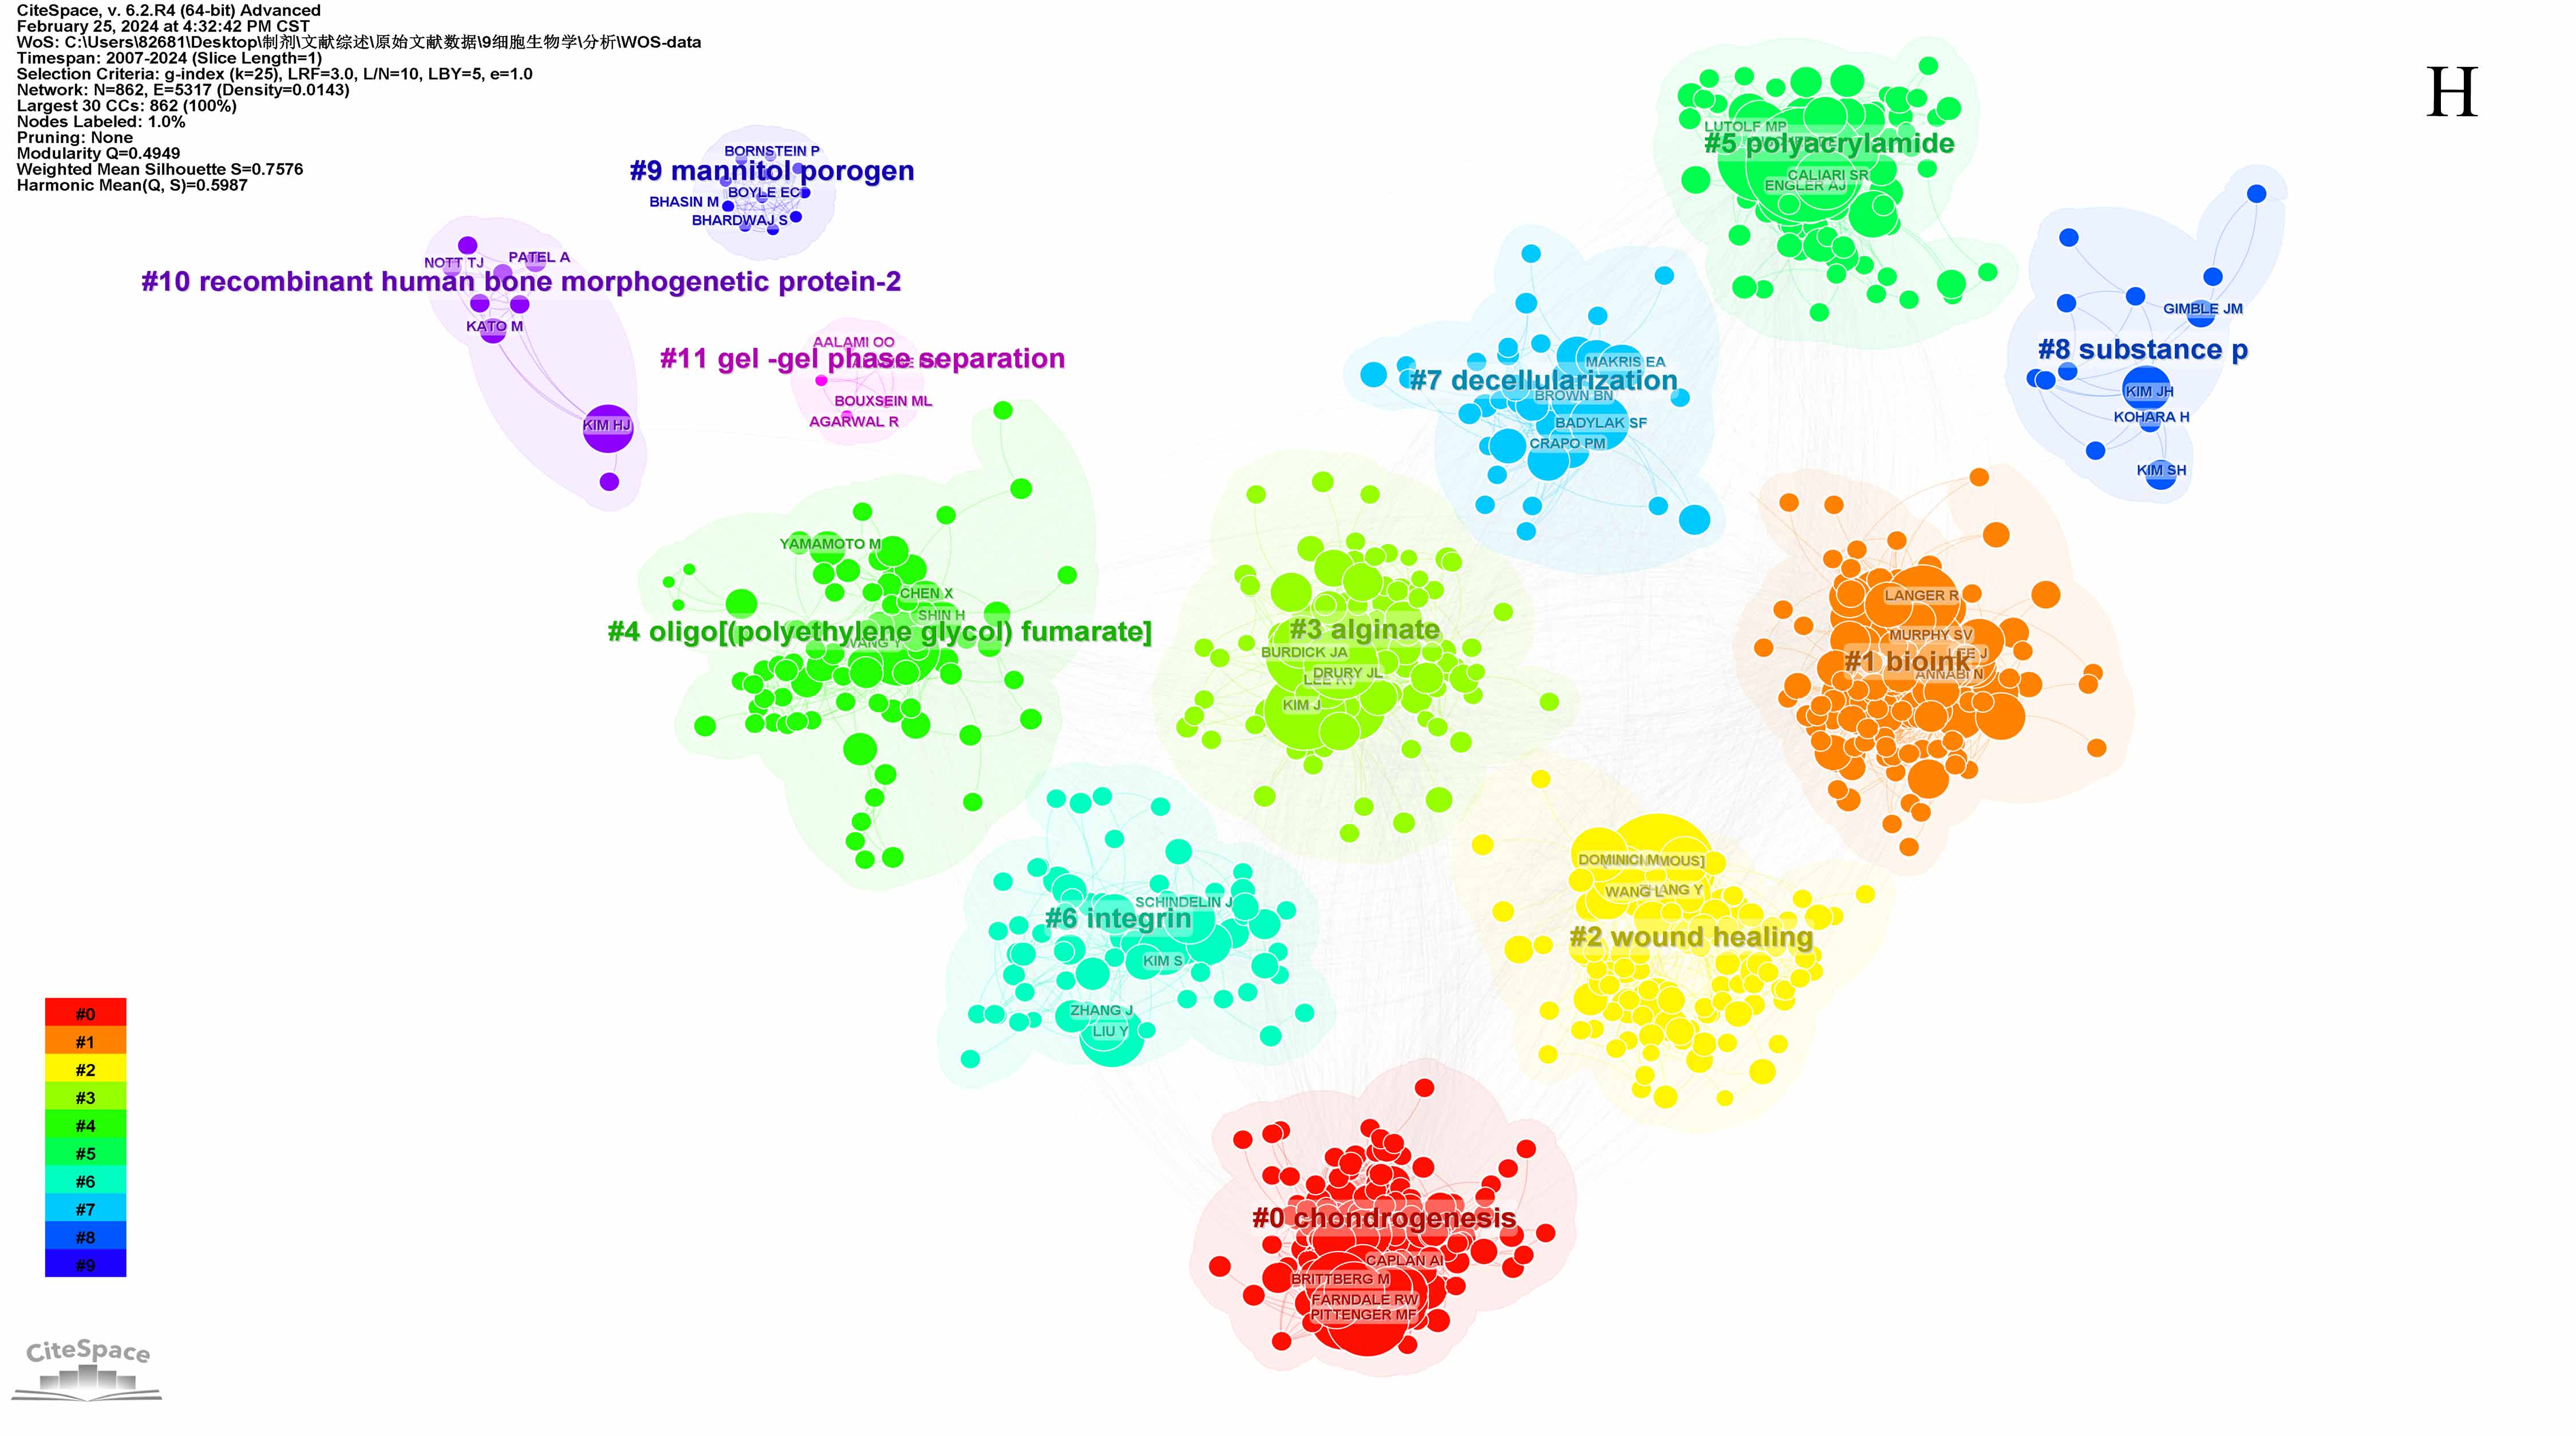 CiteSpace, v. 6.2.R4 (64-bit) Advanced
February 25, 2024 at 4:32:42 PM CST
WoS: C:\Users\82681\Desktop\制剂\文献综述\原始文献数据\9细胞生物学\分析\WOS-data
Timespan: 2007-2024 (Slice Length=1)
Selection Criteria: g-index (k=25), LRF=3.0, L/N=10, LBY=5, e=1.0
Network: N=862, E=5317 (Density=0.0143)
Largest 30 CCs: 862 (100%)
Nodes Labeled: 1.0%
Pruning: None
Modularity Q=0.4949
Weighted Mean Silhouette S=0.7576
Harmonic Mean(Q, S)=0.5987
H
LUTOLF MP
#5 polyacrylamide
CALIARI SR
ENGLER AJ
BORNSTEIN P
#9 mannitol porogen
BOYLE EC
BHASIN M
BHARDWAJ S
NOTT TJ
PATEL A
#10 recombinant human bone morphogenetic protein-2
KATO M
KIM HJ
AALAMI OO
#11 gel -gel phase separation
BOUXSEIN ML
AGARWAL R
GIMBLE JM
#8 substance p
KIM JH
KOHARA H
KIM SH
MAKRIS EA
#7 decellularization
BROWN BN
BADYLAK SF
CRAPO PM
YAMAMOTO M
CHEN X
SHIN H
#4 oligo[(polyethylene glycol) fumarate]
WANG Y
#3 alginate
BURDICK JA
DRURY JL
KIM J
LANGER R
MURPHY SV
LEE J
#1 bioink
ANNABI N
DOMINICI M
WANG L
#2 wound healing
SCHINDELIN J
#6 integrin
KIM S
ZHANG J
LIU Y
#0 chondrogenesis
CAPLAN AI
BRITTBERG M
FARNDALE RW
PITTENGER MF
#0
#1
#2
#3
#4
#5
#6
#7
#8
#9
CiteSpace